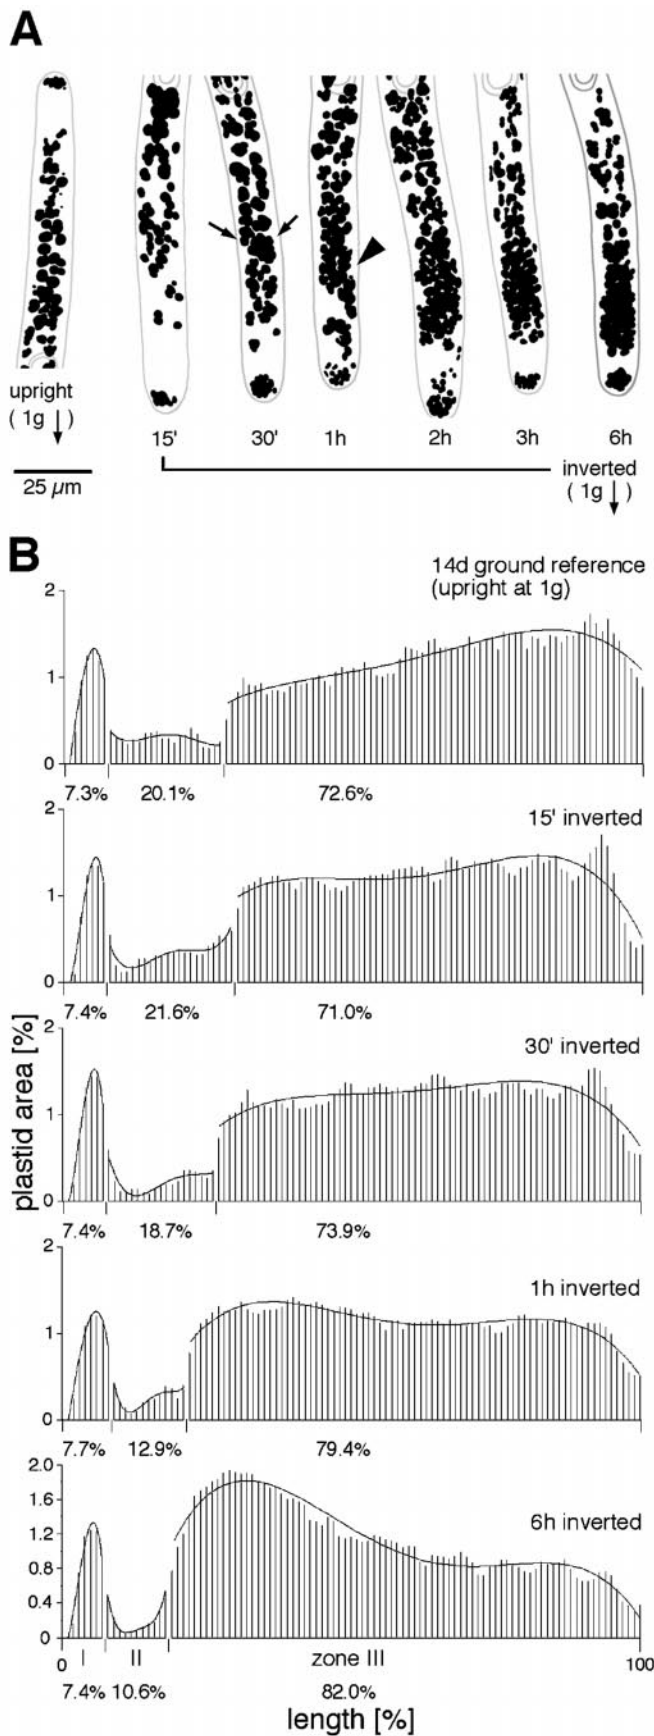 A
upright
( 1g ↓ )
25 µm
15' 30' 1h 2h 3h 6h
inverted
( 1g ↓ )
B
14d ground reference
(upright at 1g)
2
1
0
7.3% 20.1% 72.6%
15' inverted
2
1
0
7.4% 21.6% 71.0%
30' inverted
2
1
0
7.4% 18.7% 73.9%
1h inverted
2
1
0
7.7% 12.9% 79.4%
6h inverted
2.0
1.6
1.2
0.8
0.4
0
0 I II zone III 100
7.4% 10.6% 82.0%
length [%]
plastid area [%]